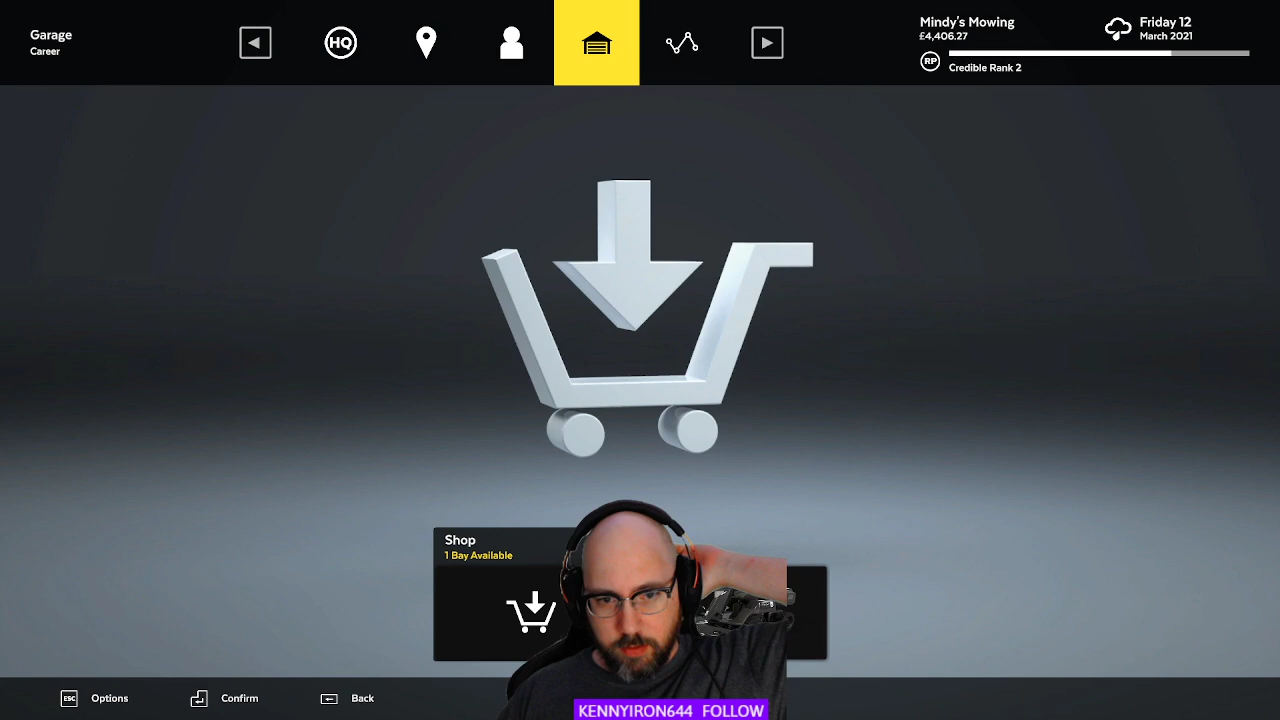 Garage
Career
HQ
Mindy's Mowing
£4,406.27
Friday 12
March 2021
RP
Credible Rank 2
Shop
1 Bay Available
ESC
Options
Confirm
Back
KENNYIRON644 FOLLOW